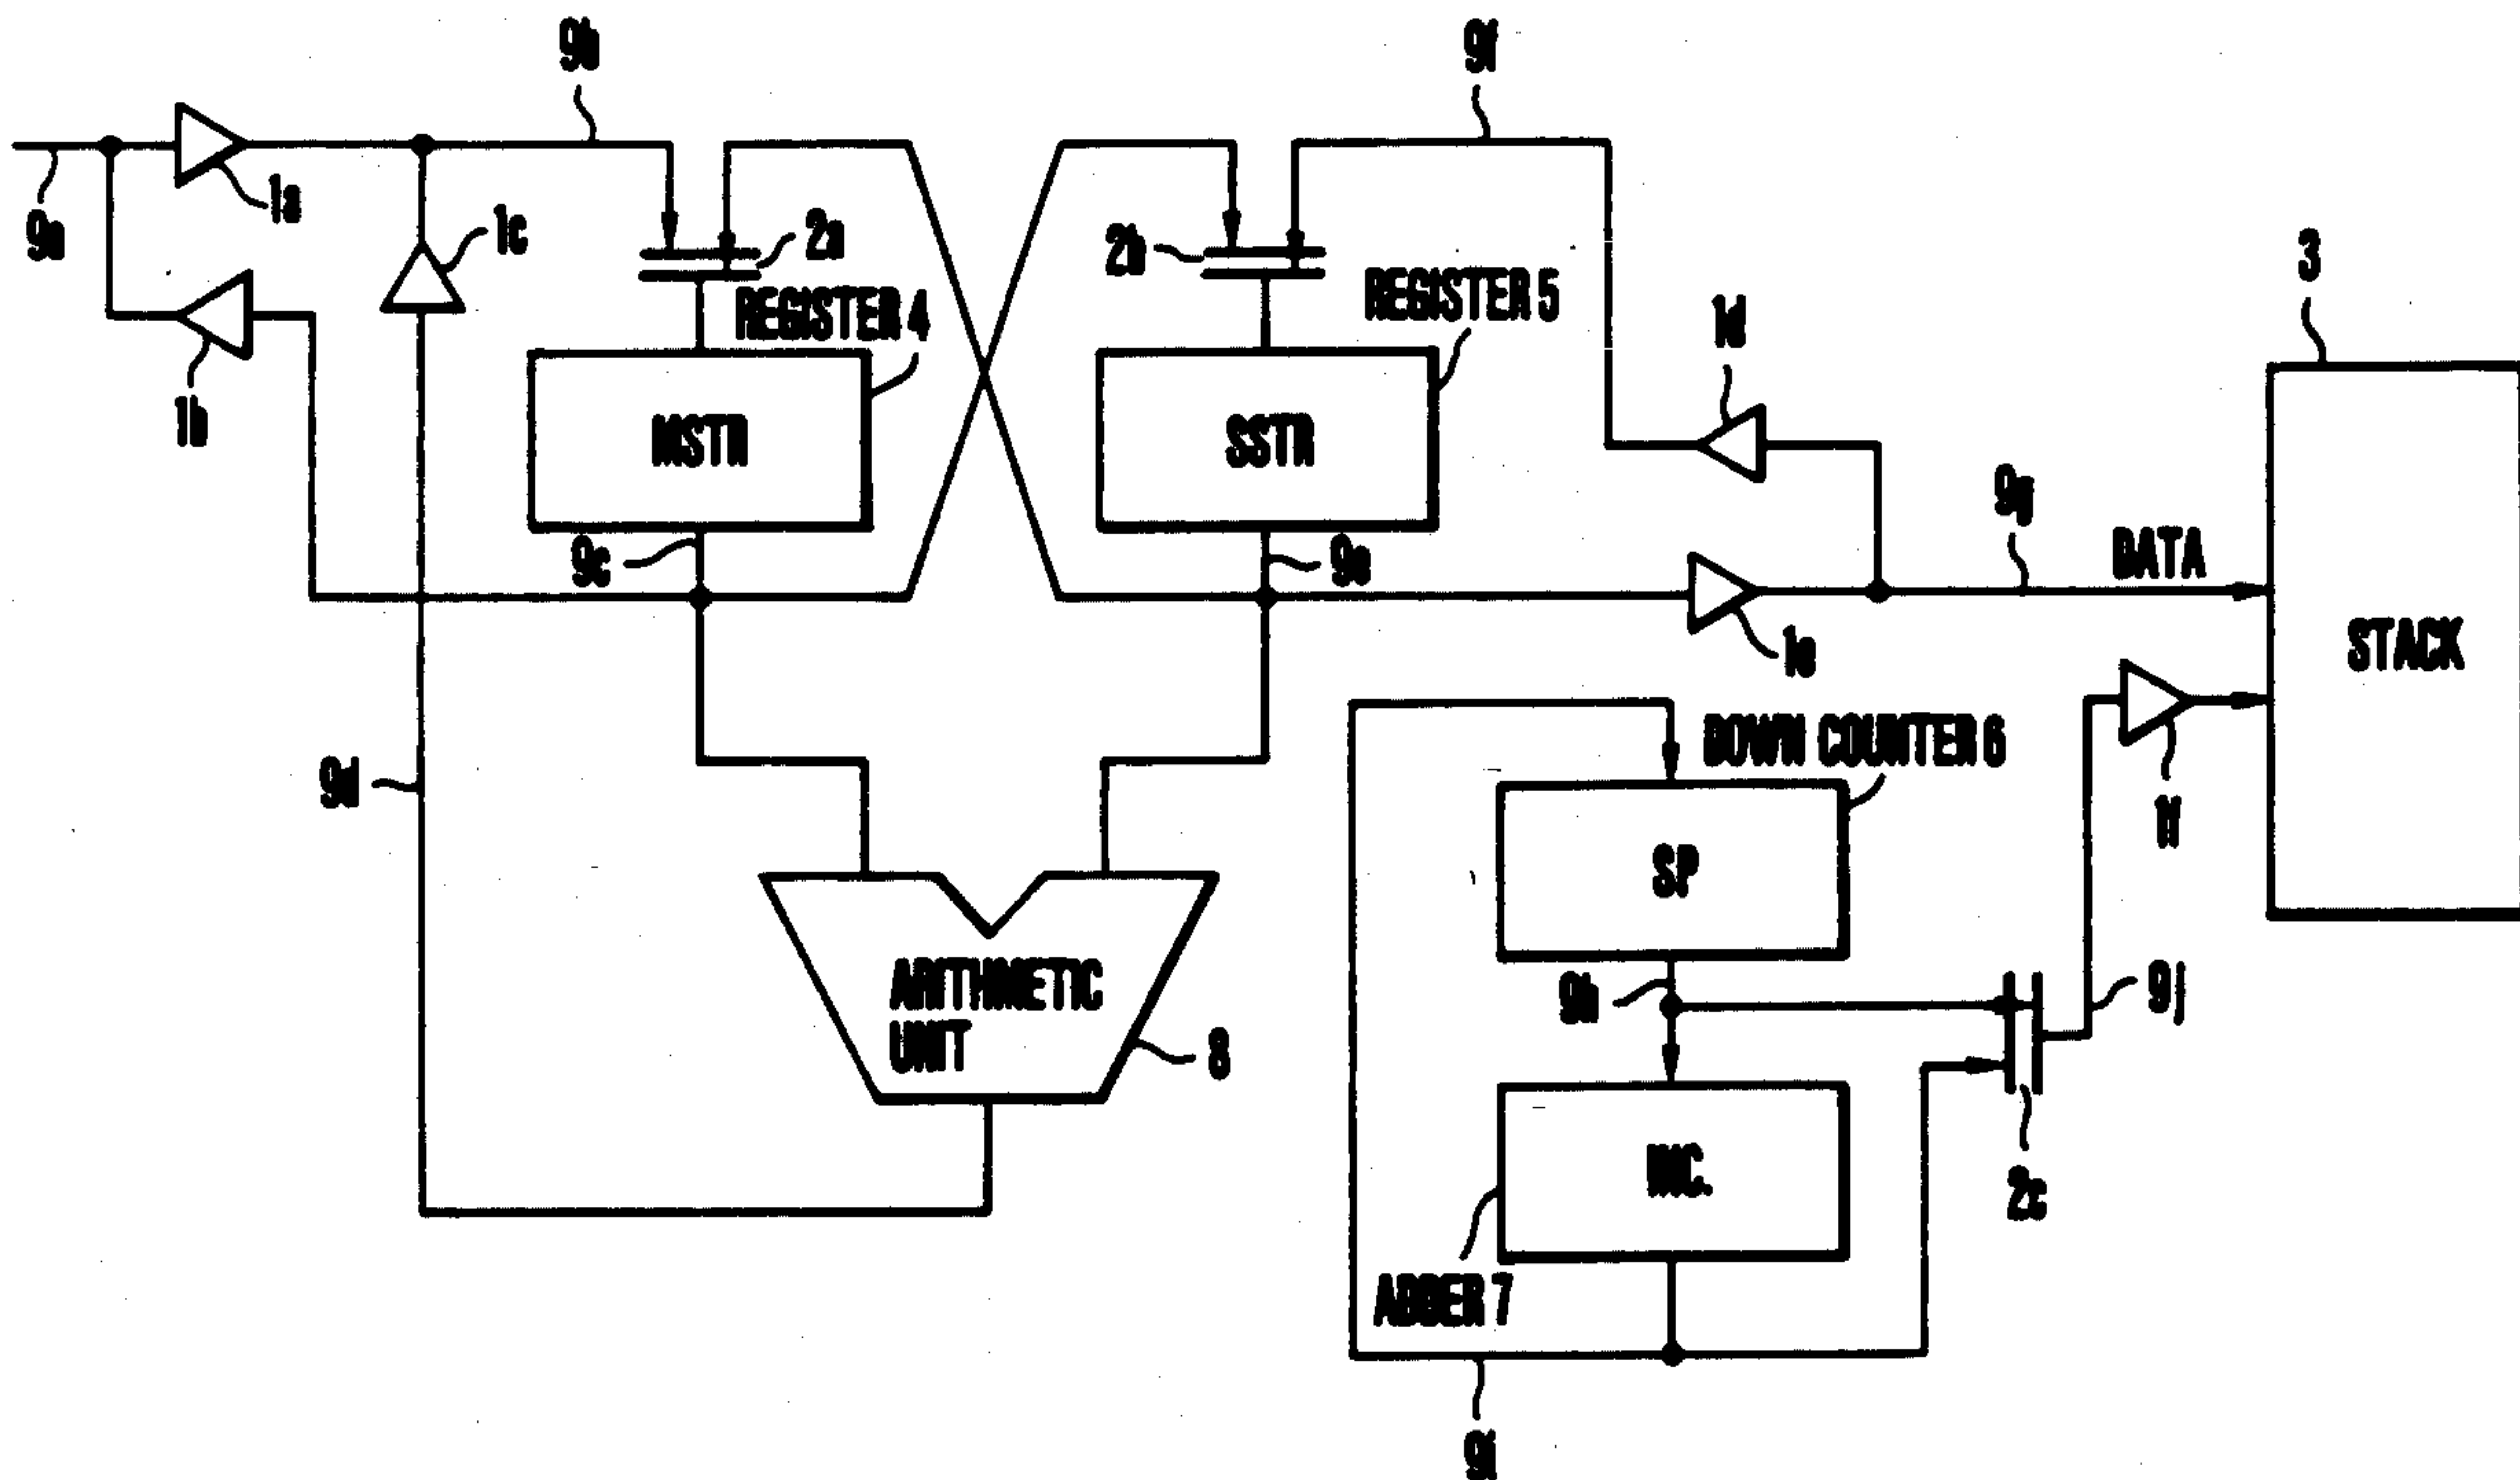 9b
9f
1a
9a
1c
2a
2b
3
REGISTER 4
REGISTER 5
1d
1b
MSTR
SSTR
9g
9c
9e
DATA
1e
STACK
DOWN COUNTER 6
9d
1f
SP
ARITHMETIC
UNIT
9h
9j
8
INC.
2c
ADDER 7
9i